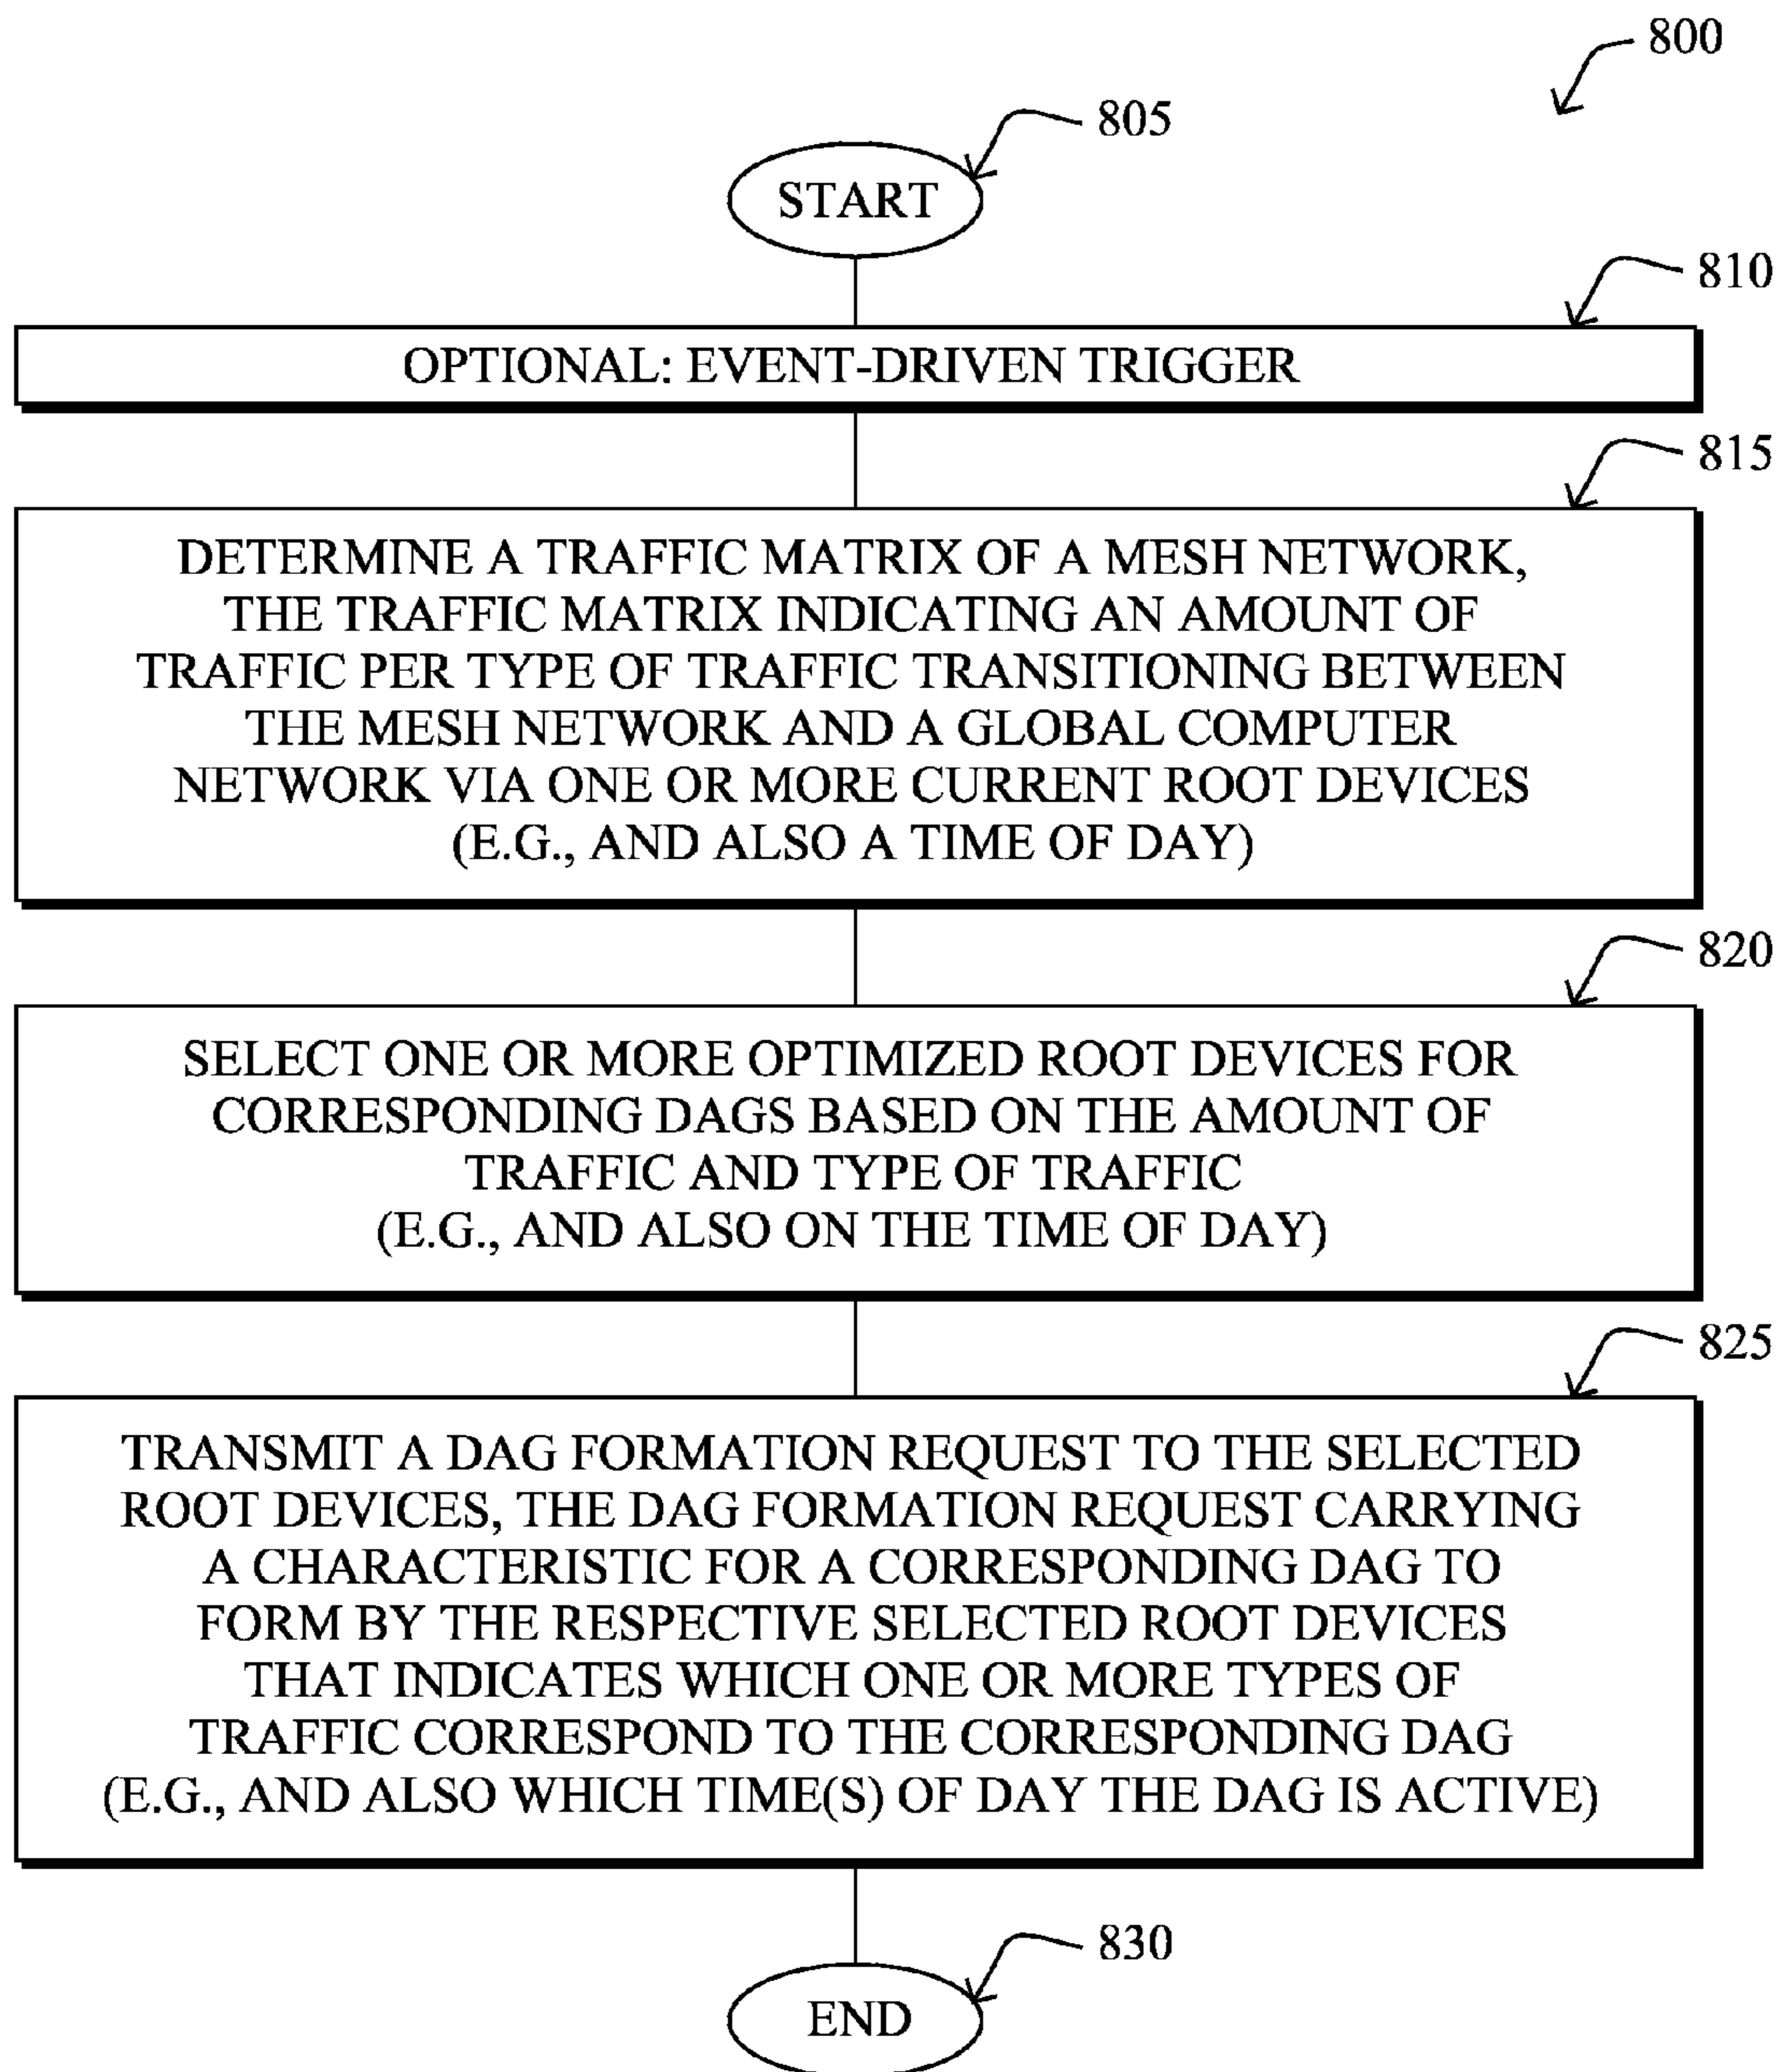 800
805
START
810
OPTIONAL: EVENT-DRIVEN TRIGGER
815
DETERMINE A TRAFFIC MATRIX OF A MESH NETWORK,
THE TRAFFIC MATRIX INDICATING AN AMOUNT OF
TRAFFIC PER TYPE OF TRAFFIC TRANSITIONING BETWEEN
THE MESH NETWORK AND A GLOBAL COMPUTER
NETWORK VIA ONE OR MORE CURRENT ROOT DEVICES
(E.G., AND ALSO A TIME OF DAY)
820
SELECT ONE OR MORE OPTIMIZED ROOT DEVICES FOR
CORRESPONDING DAGS BASED ON THE AMOUNT OF
TRAFFIC AND TYPE OF TRAFFIC
(E.G., AND ALSO ON THE TIME OF DAY)
825
TRANSMIT A DAG FORMATION REQUEST TO THE SELECTED
ROOT DEVICES, THE DAG FORMATION REQUEST CARRYING
A CHARACTERISTIC FOR A CORRESPONDING DAG TO
FORM BY THE RESPECTIVE SELECTED ROOT DEVICES
THAT INDICATES WHICH ONE OR MORE TYPES OF
TRAFFIC CORRESPOND TO THE CORRESPONDING DAG
(E.G., AND ALSO WHICH TIME(S) OF DAY THE DAG IS ACTIVE)
830
END